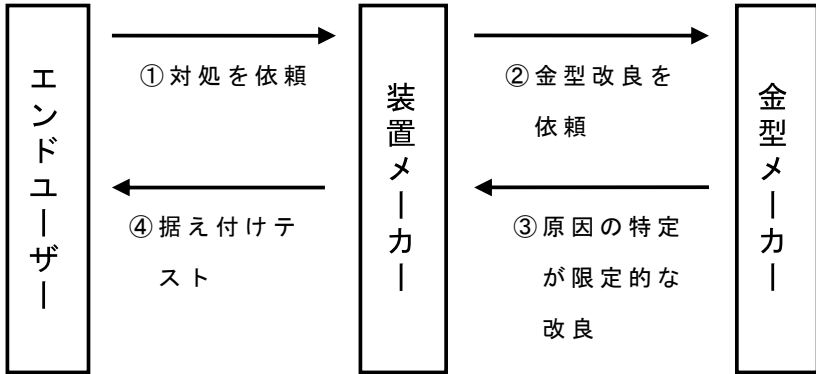 エンドユーザー
①対処を依頼
装置メーカー
②金型改良を
依頼
金型メーカー
④据え付けテ
スト
③原因の特定
が限定的な
改良